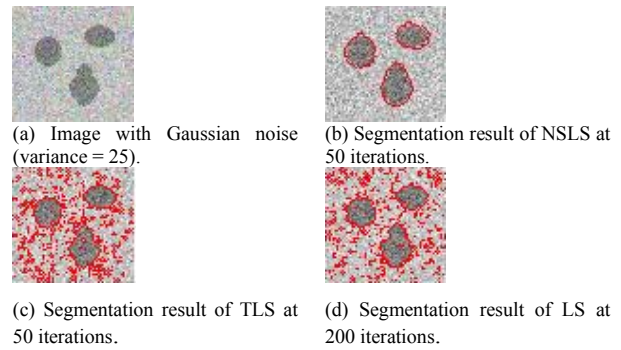 (a) Image with Gaussian noise
(variance = 25).
(b) Segmentation result of NSLS at
50 iterations.
(c) Segmentation result of TLS at
50 iterations.
(d) Segmentation result of LS at
200 iterations.